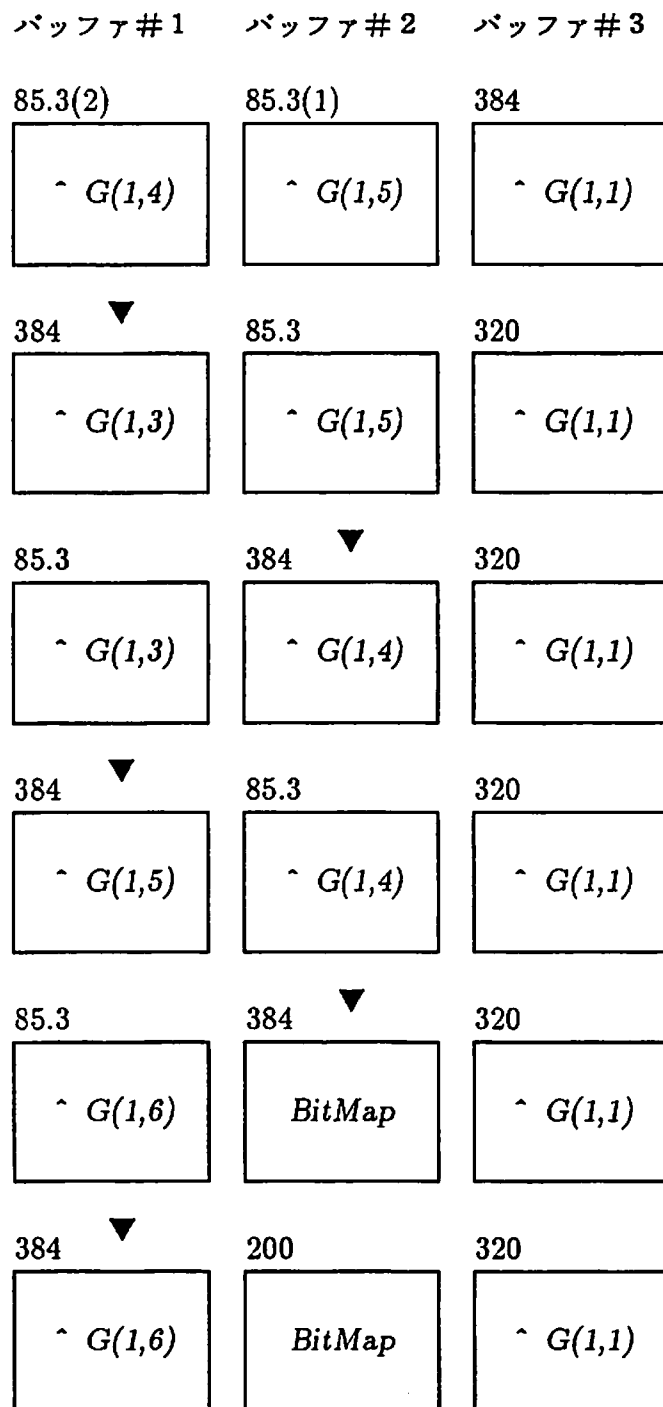 バッファ＃1 バッファ＃2 バッファ＃3
85.3(2) 85.3(1) 384
^ G(1,4) ^ G(1,5) ^ G(1,1)
▼
384 85.3 320
^ G(1,3) ^ G(1,5) ^ G(1,1)
▼
85.3 384 320
^ G(1,3) ^ G(1,4) ^ G(1,1)
▼
384 85.3 320
^ G(1,5) ^ G(1,4) ^ G(1,1)
▼
85.3 384 320
^ G(1,6) BitMap ^ G(1,1)
▼
384 200 320
^ G(1,6) BitMap ^ G(1,1)